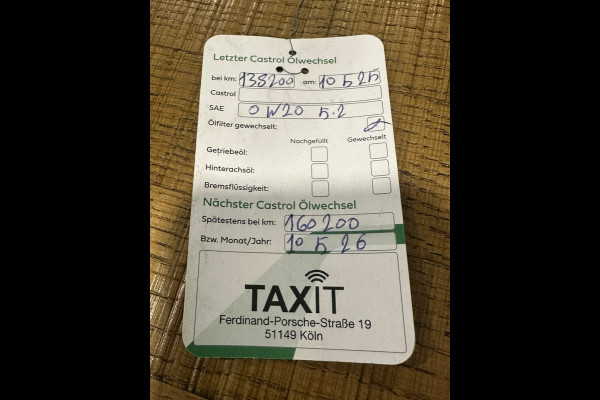 Letzter Castrol Ölwechsel
bei km: 138200 am: 10 5 25
Castrol
SAE 0W20 5.2
Ölfilter gewechselt:
Nachgefüllt Gewechselt
Getriebeöl:
Hinterachsöl:
Bremsflüssigkeit:
Nächster Castrol Ölwechsel
Spätestens bei km: 160200
Bzw. Monat/Jahr: 10 5 26
TAXIT
Ferdinand-Porsche-Straße 19
51149 Köln